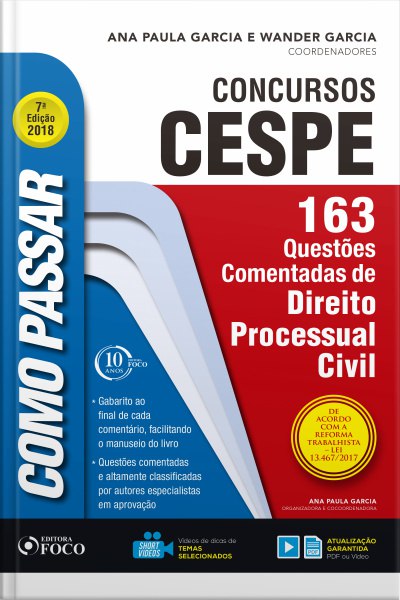 ANA PAULA GARCIA E WANDER GARCIA
COORDENADORES
7ª
Edição
2018
CONCURSOS
CESPE
COMO PASSAR
163
Questões
Comentadas de
Direito
Processual
Civil
10
ANOS
EDITORA
FOCO
• Gabarito ao
final de cada
comentário, facilitando
o manuseio do livro
• Questões comentadas
e altamente classificadas
por autores especialistas
em aprovação
DE
ACORDO
COM A
REFORMA
TRABALHISTA
– LEI
13.467/2017
ANA PAULA GARCIA
ORGANIZADORA E COCOORDENADORA
EDITORA
FOCO
SHORT
VIDEOS
Vídeos de dicas de
TEMAS
SELECIONADOS
PDF
ATUALIZAÇÃO
GARANTIDA
PDF ou Vídeo